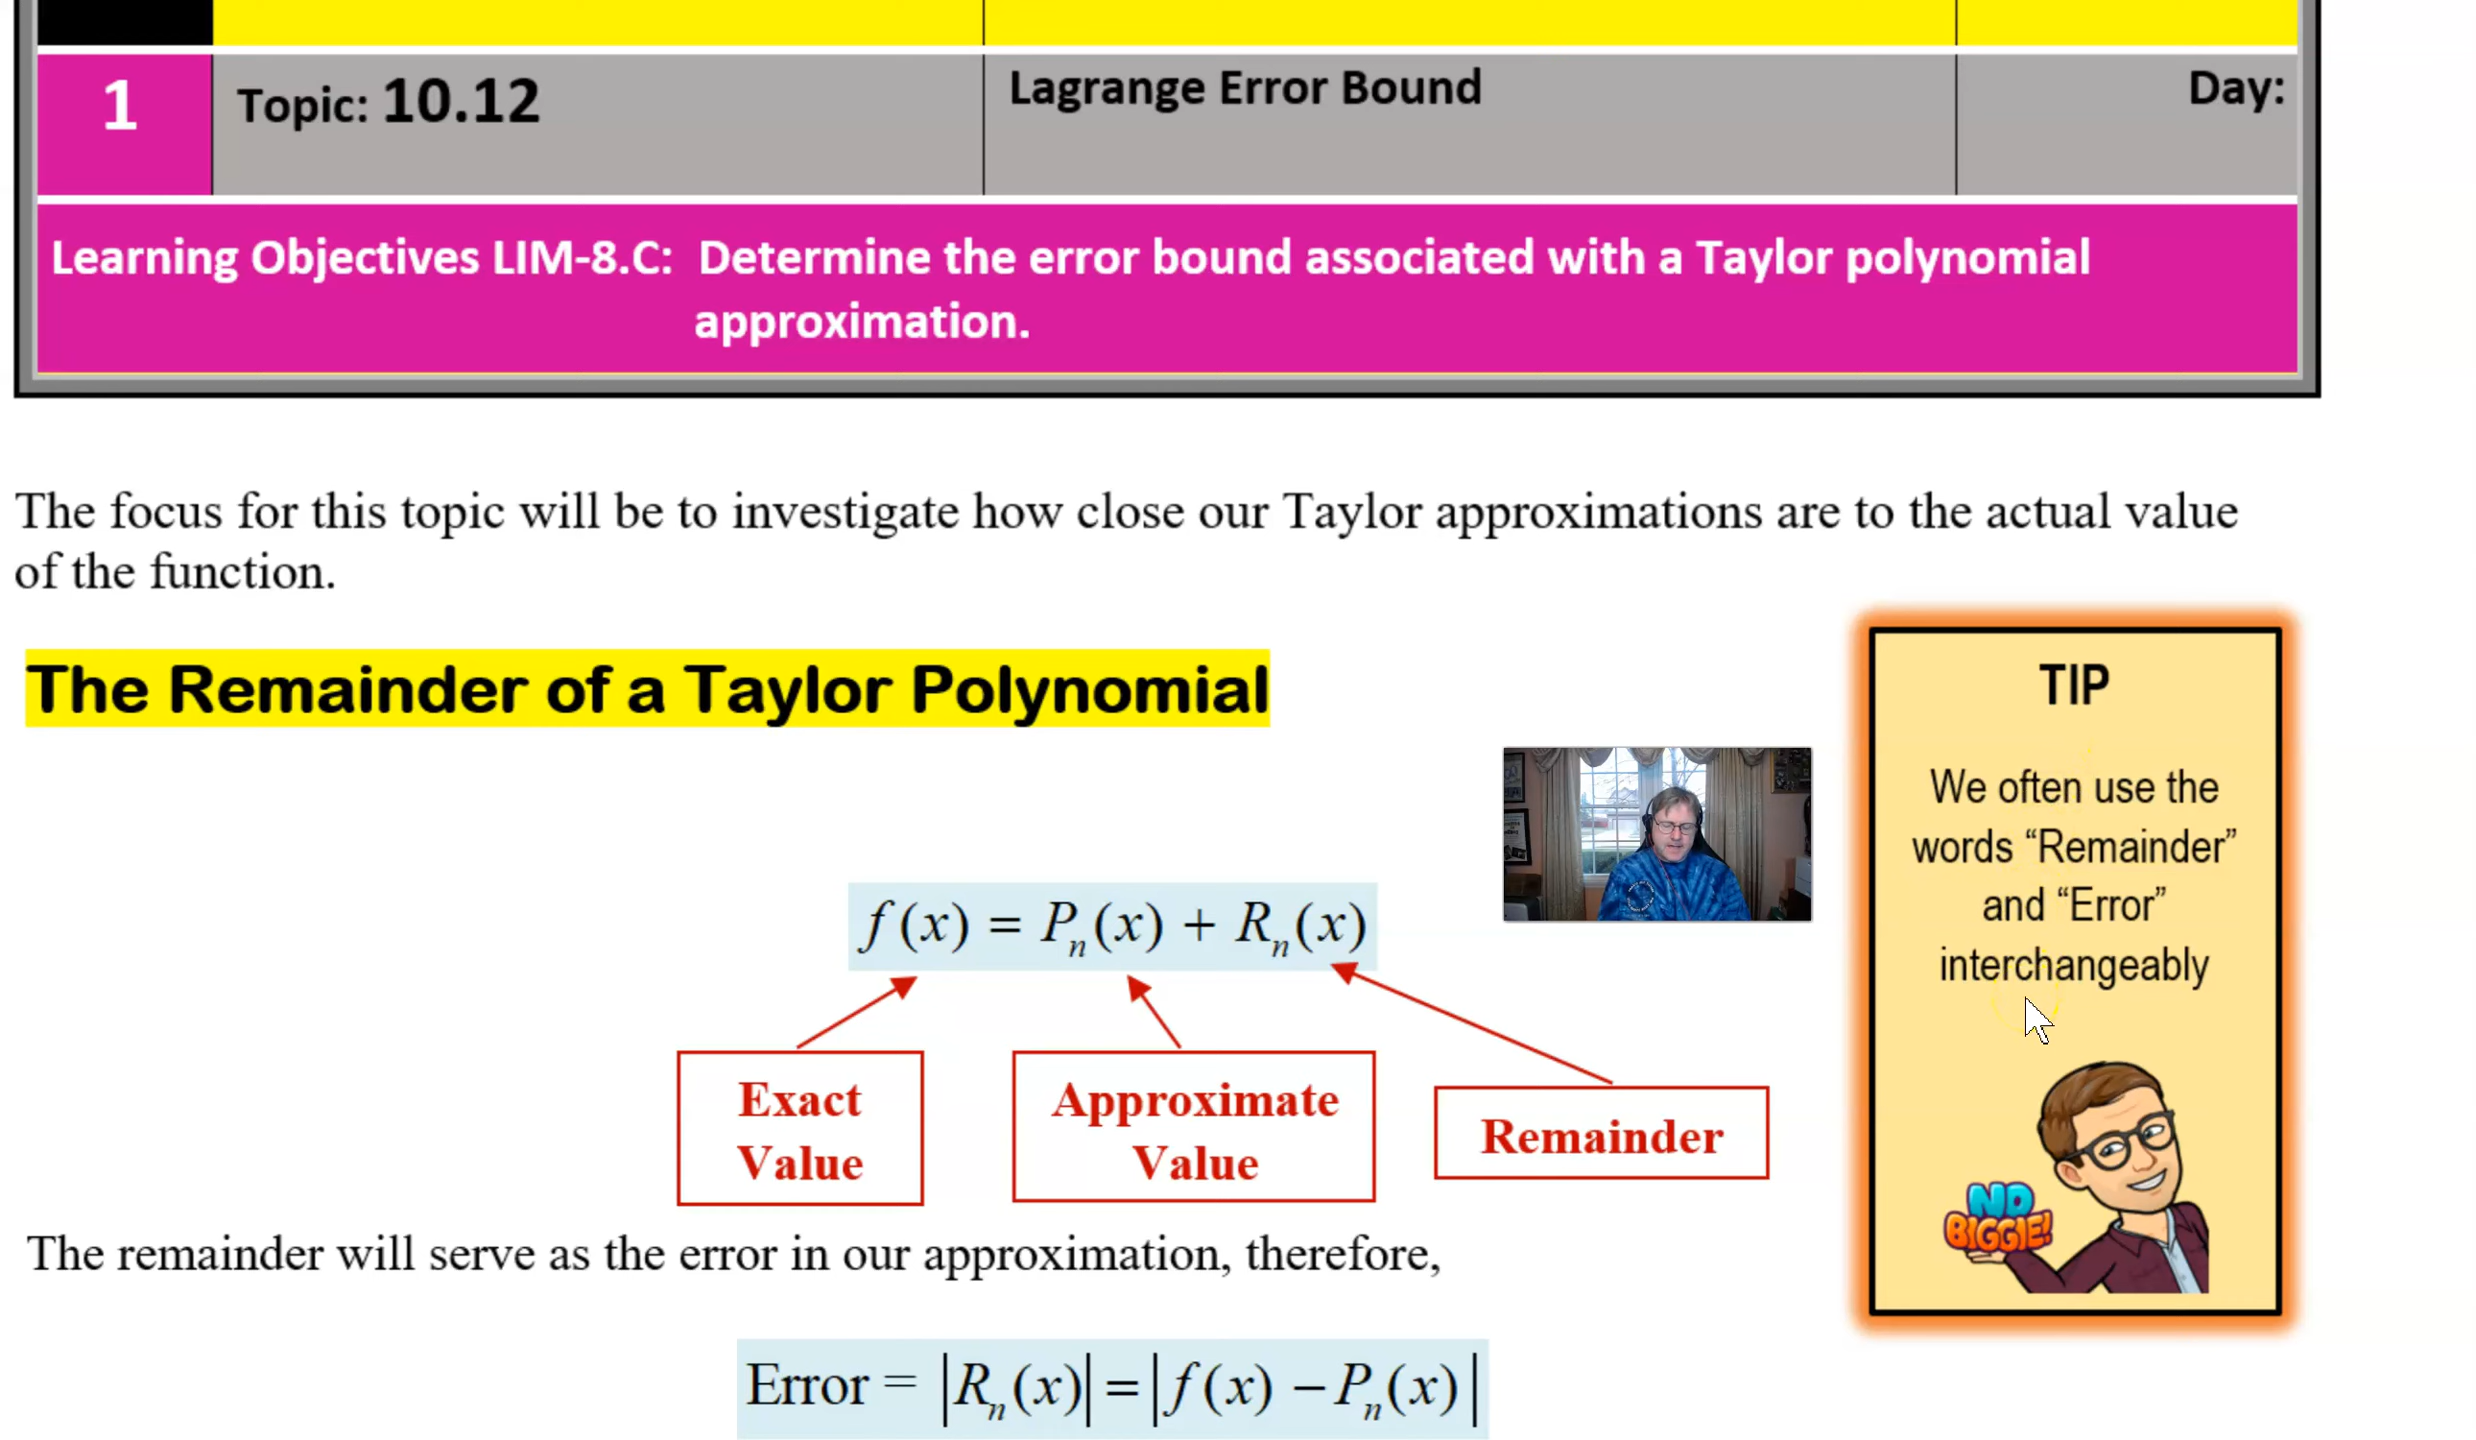 1
Topic: 10.12
Lagrange Error Bound
Day:
Learning Objectives LIM-8.C: Determine the error bound associated with a Taylor polynomial
approximation.
The focus for this topic will be to investigate how close our Taylor approximations are to the actual value
of the function.
The Remainder of a Taylor Polynomial
f(x) = Pₙ(x) + Rₙ(x)
Exact
Value
Approximate
Value
Remainder
The remainder will serve as the error in our approximation, therefore,
Error = |Rₙ(x)| = |f(x) − Pₙ(x)|
TIP
We often use the
words “Remainder”
and “Error”
interchangeably
NO
BIGGIE!